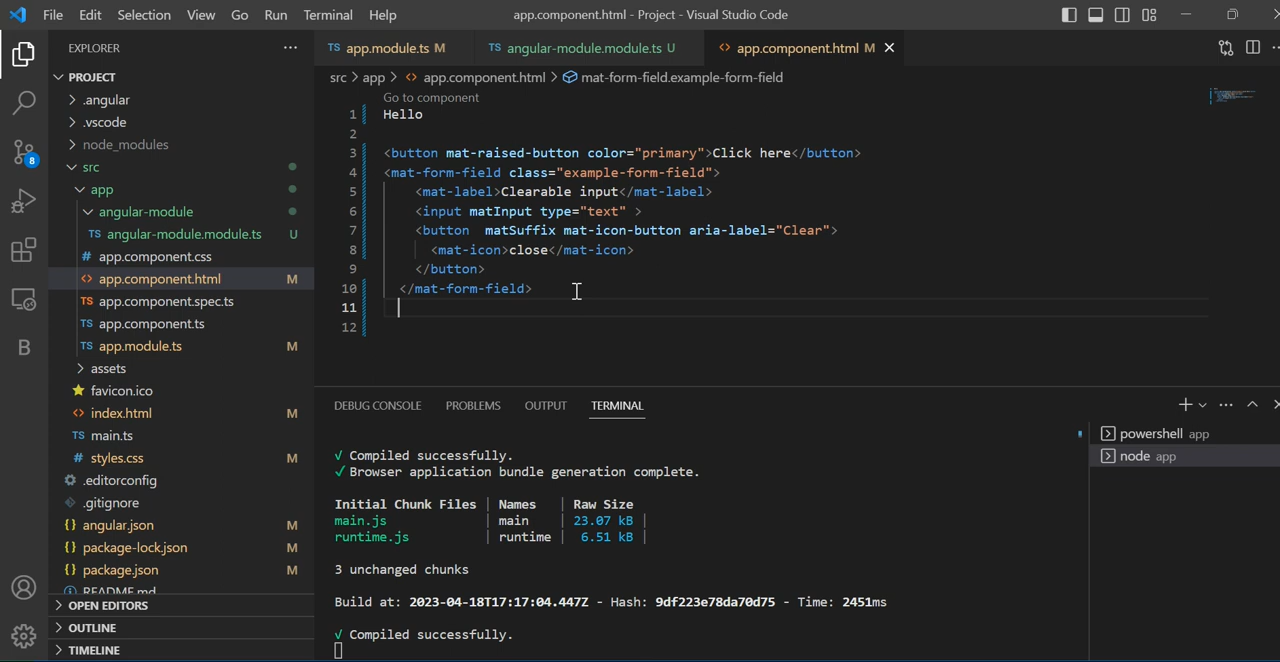 File Edit Selection View Go Run Terminal Help
app.component.html - Project - Visual Studio Code
EXPLORER
PROJECT
.angular
.vscode
node_modules
src
app
angular-module
TS angular-module.module.ts U
# app.component.css
<> app.component.html M
TS app.component.spec.ts
TS app.component.ts
TS app.module.ts M
assets
favicon.ico
<> index.html M
TS main.ts
# styles.css M
.editorconfig
.gitignore
{} angular.json M
{} package-lock.json M
{} package.json M
README.md
OPEN EDITORS
OUTLINE
TIMELINE
8
B
TS app.module.ts M
TS angular-module.module.ts U
<> app.component.html M
src > app > <> app.component.html > mat-form-field.example-form-field
Go to component
1 Hello
2
3 <button mat-raised-button color="primary">Click here</button>
4 <mat-form-field class="example-form-field">
5 <mat-label>Clearable input</mat-label>
6 <input matInput type="text" >
7 <button  matSuffix mat-icon-button aria-label="Clear">
8 <mat-icon>close</mat-icon>
9 </button>
10 </mat-form-field>
11
12
DEBUG CONSOLE PROBLEMS OUTPUT TERMINAL
√ Compiled successfully.
✓ Browser application bundle generation complete.
Initial Chunk Files | Names | Raw Size
main.js | main | 23.07 kB |
runtime.js | runtime | 6.51 kB |
3 unchanged chunks
Build at: 2023-04-18T17:17:04.447Z - Hash: 9df223e78da70d75 - Time: 2451ms
√ Compiled successfully.
powershell app
node app